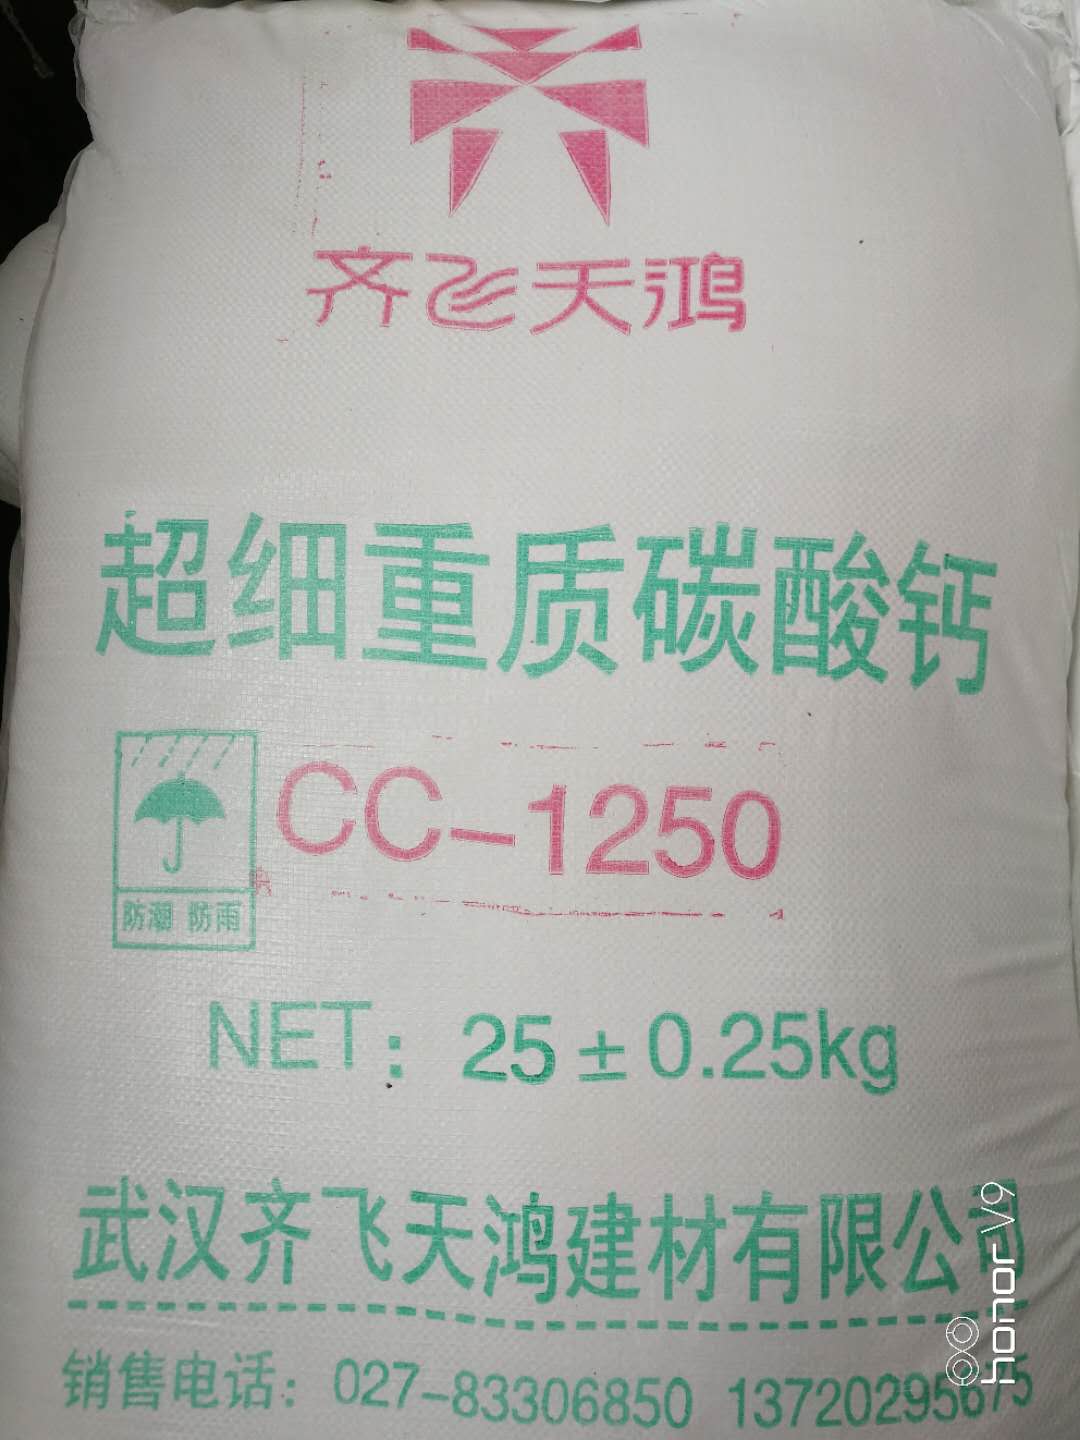 齐飞天鸿
超细重质碳酸钙
CC-1250
防潮 防雨
NET: 25±0.25kg
武汉齐飞天鸿建材有限公司
销售电话: 027-83306850 13720295675
honor V9